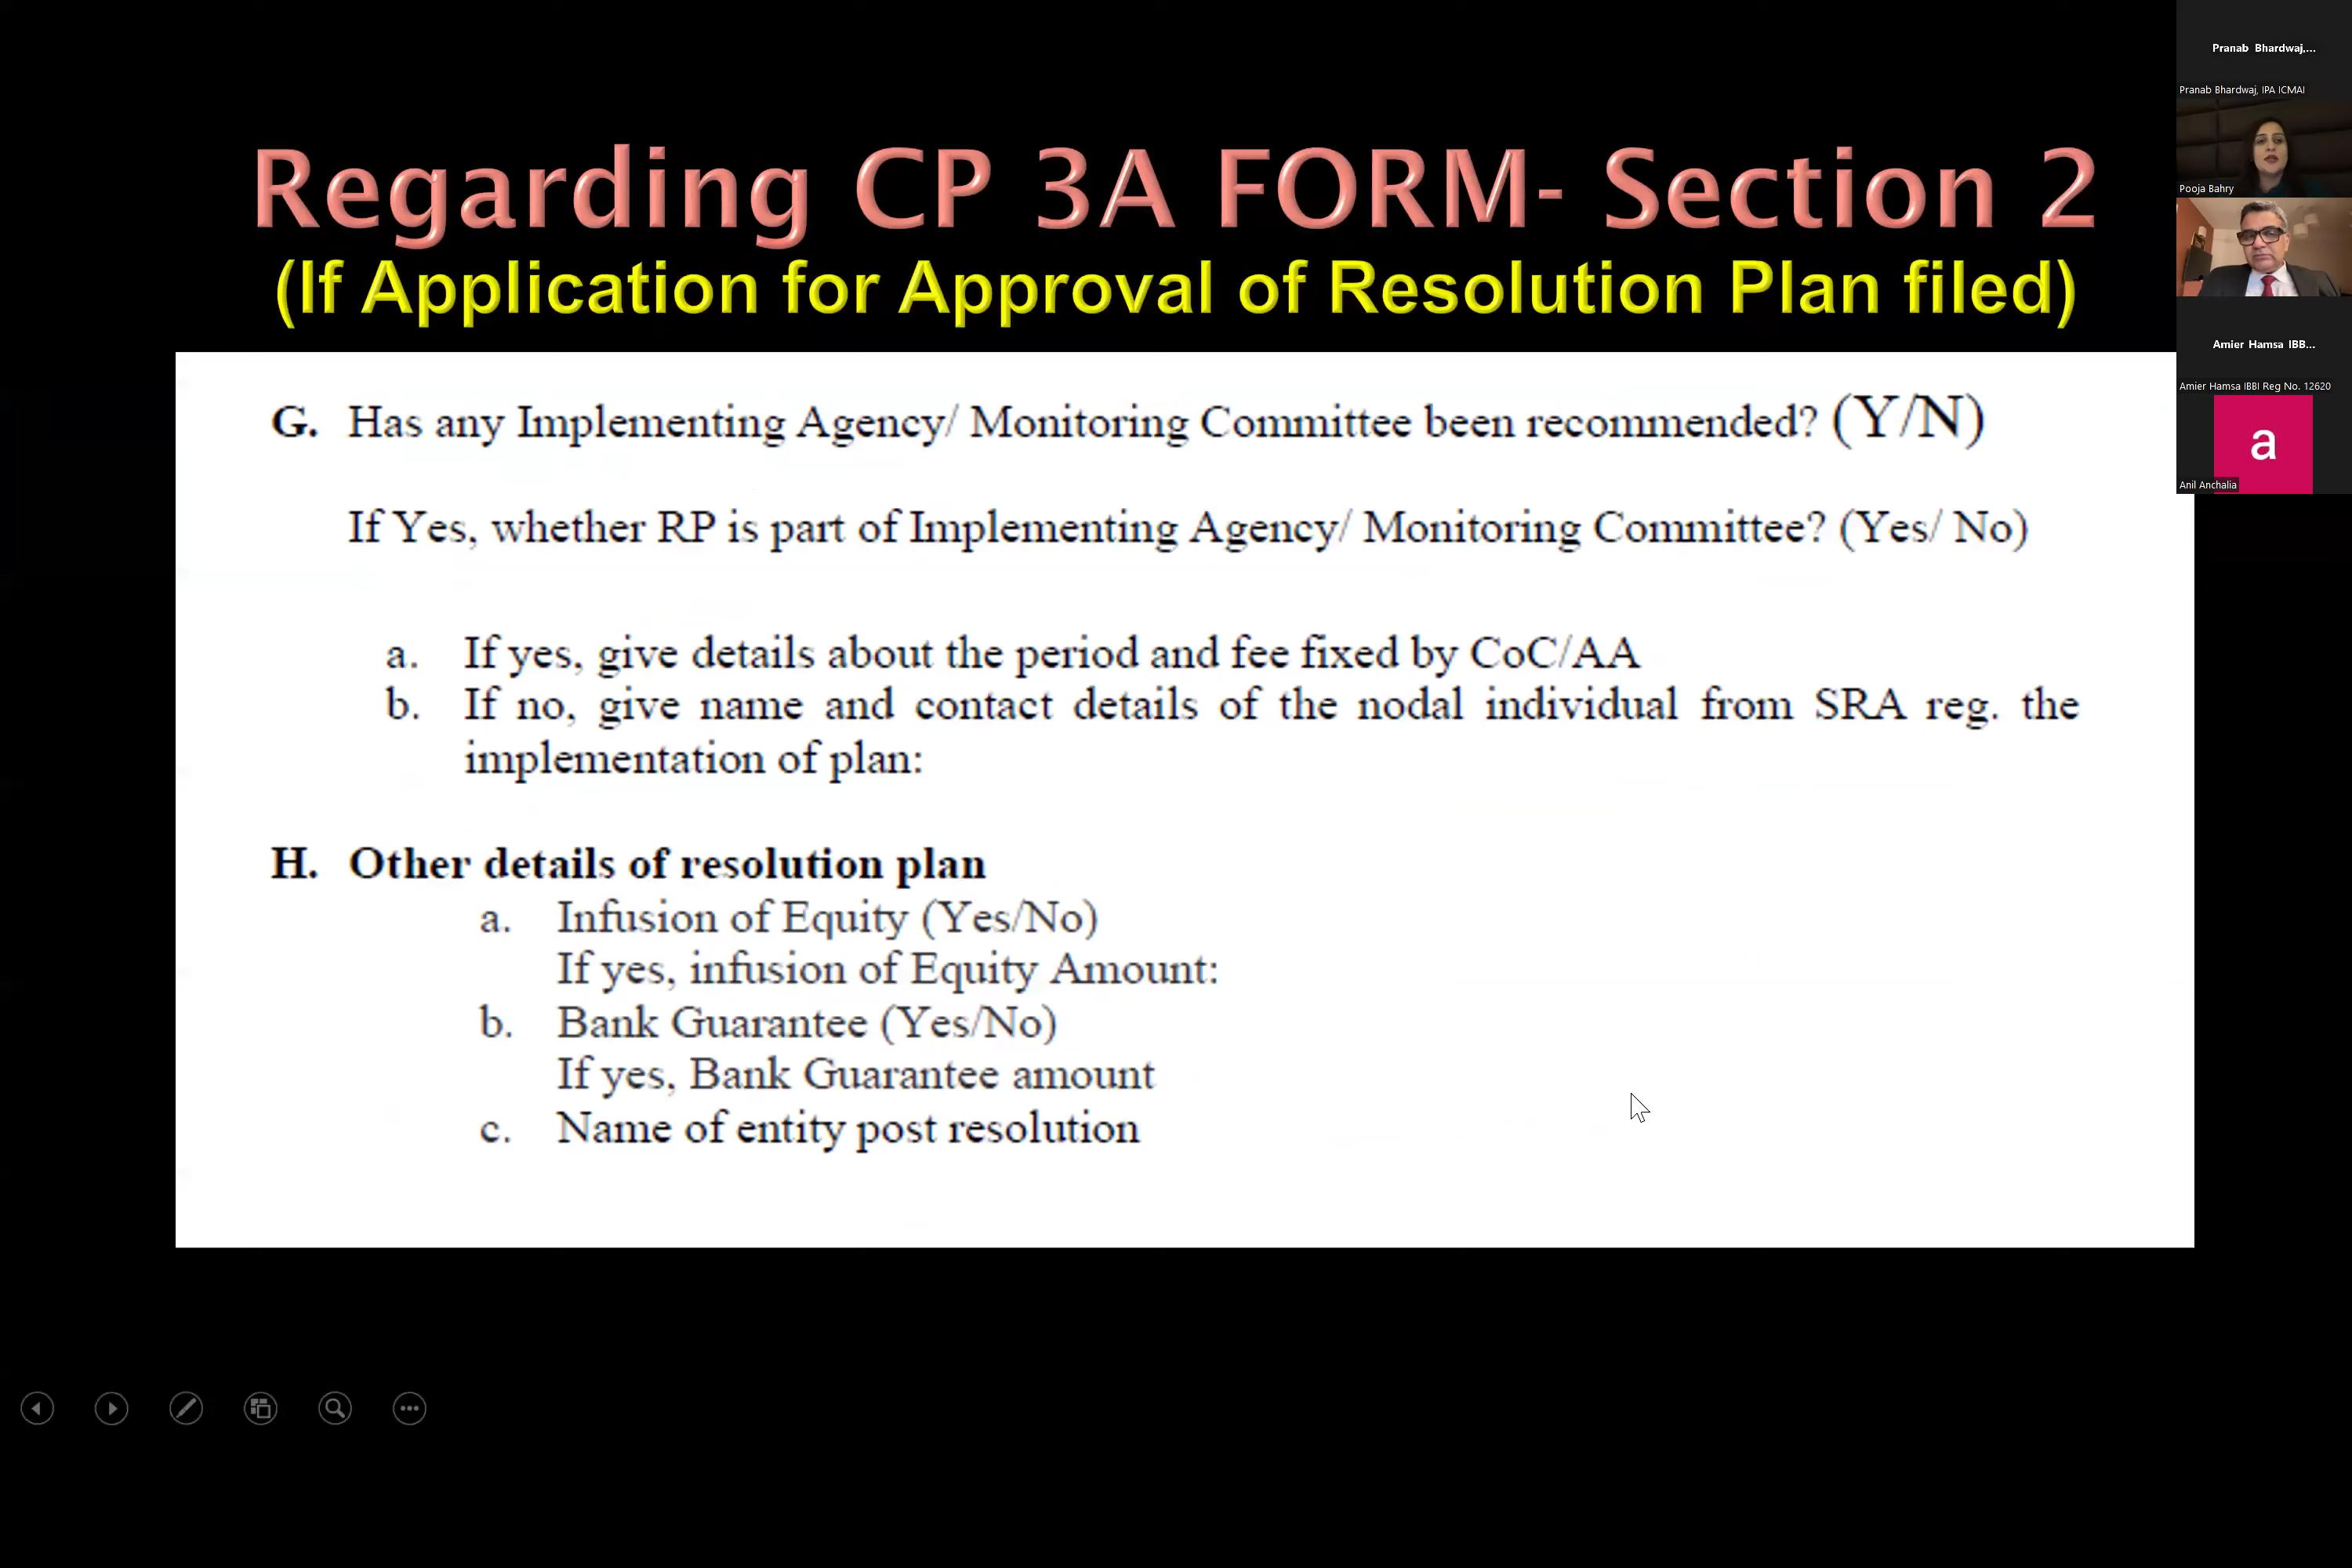 Regarding CP 3A FORM- Section 2
(If Application for Approval of Resolution Plan filed)
G. Has any Implementing Agency/ Monitoring Committee been recommended? (Y/N)
If Yes, whether RP is part of Implementing Agency/ Monitoring Committee? (Yes/ No)
a. If yes, give details about the period and fee fixed by CoC/AA
b. If no, give name and contact details of the nodal individual from SRA reg. the
implementation of plan:
H. Other details of resolution plan
a. Infusion of Equity (Yes/No)
If yes, infusion of Equity Amount:
b. Bank Guarantee (Yes/No)
If yes, Bank Guarantee amount
c. Name of entity post resolution
Pranab Bhardwaj,...
Pranab Bhardwaj, IPA ICMAI
Pooja Bahry
Amier Hamsa IBB...
Amier Hamsa IBBI Reg No. 12620
a
Anil Anchalia